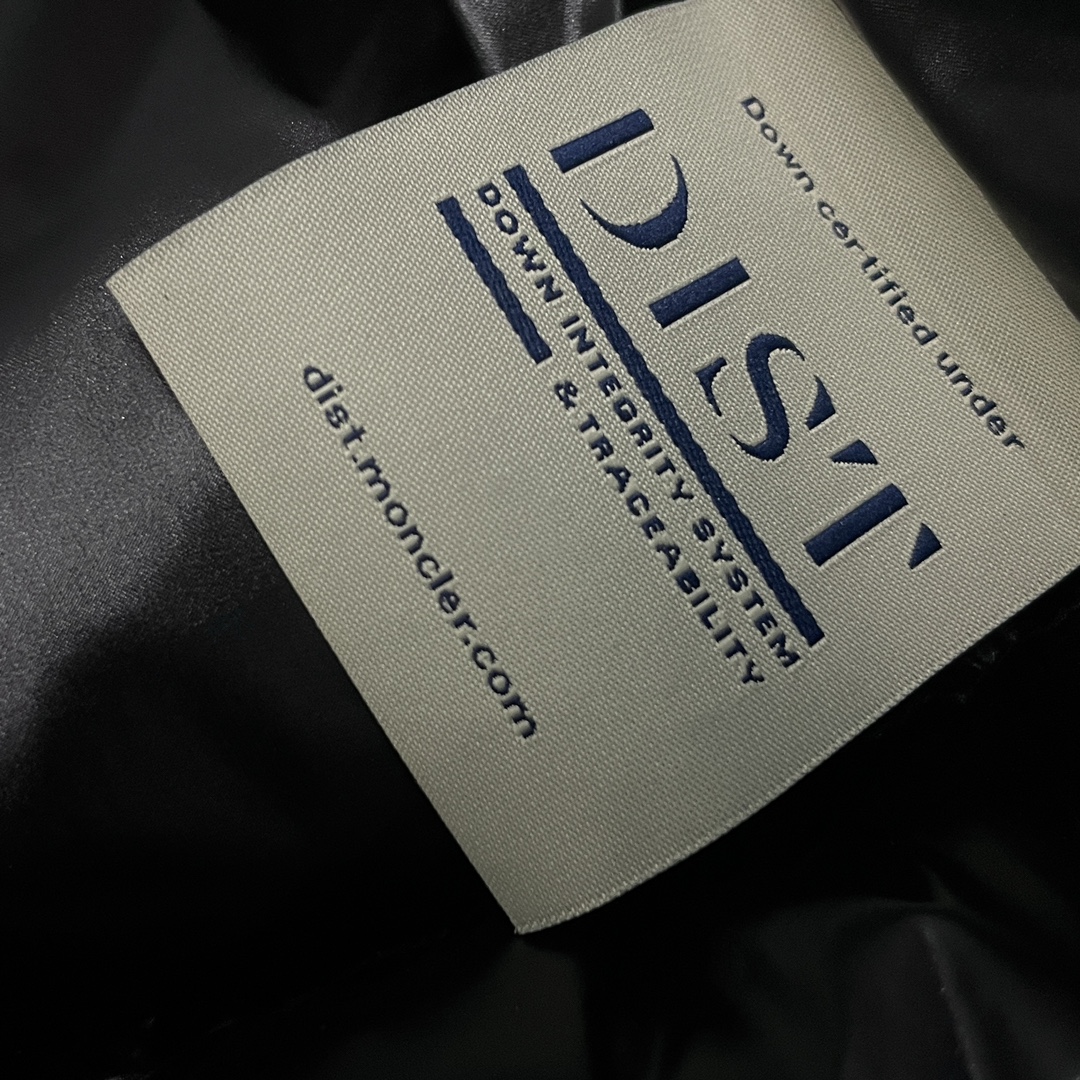 Down certified under
DIST
DOWN INTEGRITY SYSTEM
& TRACEABILITY
dist.moncler.com